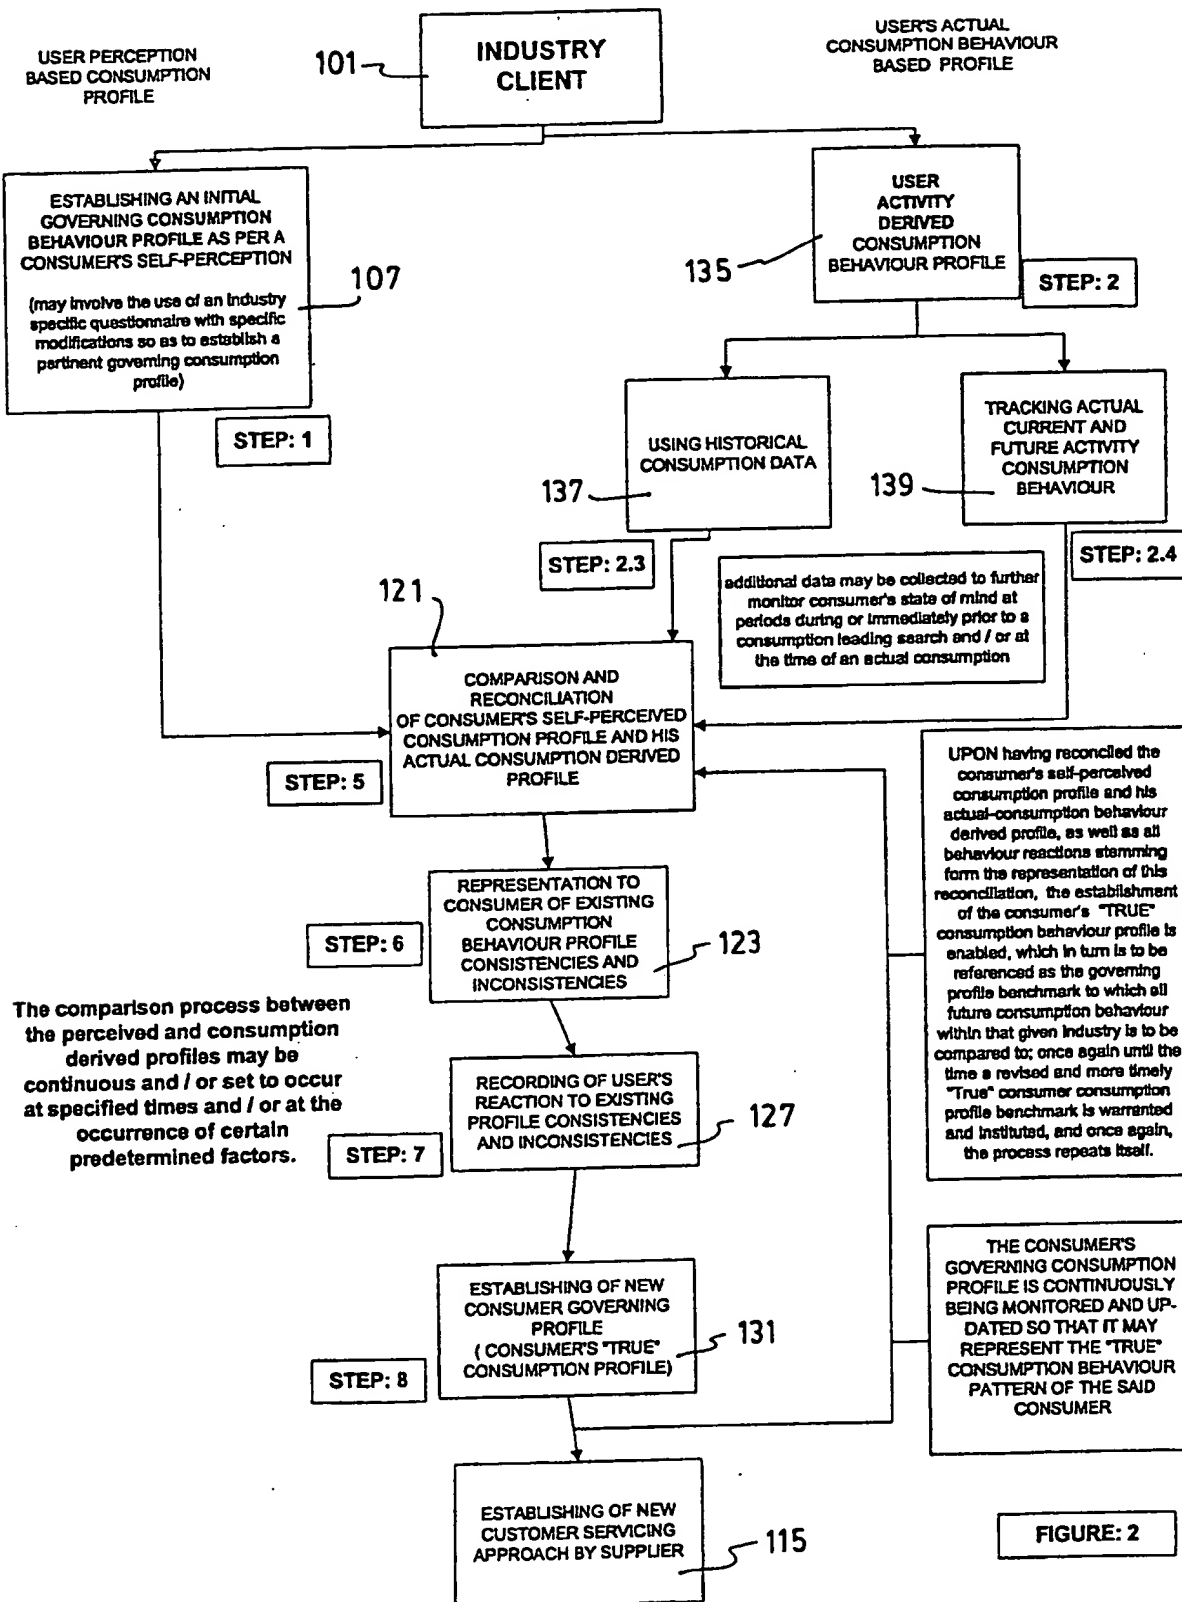 USER PERCEPTION
BASED CONSUMPTION
PROFILE
101
INDUSTRY
CLIENT
USER'S ACTUAL
CONSUMPTION BEHAVIOUR
BASED PROFILE
ESTABLISHING AN INITIAL
GOVERNING CONSUMPTION
BEHAVIOUR PROFILE AS PER A
CONSUMER'S SELF-PERCEPTION
(may involve the use of an industry
specific questionnaire with specific
modifications so as to establish a
pertinent governing consumption
profile)
107
STEP: 1
USER
ACTIVITY
DERIVED
CONSUMPTION
BEHAVIOUR PROFILE
135
STEP: 2
USING HISTORICAL
CONSUMPTION DATA
137
STEP: 2.3
TRACKING ACTUAL
CURRENT AND
FUTURE ACTIVITY
CONSUMPTION
BEHAVIOUR
139
STEP: 2.4
additional data may be collected to further
monitor consumer's state of mind at
periods during or immediately prior to a
consumption leading search and / or at
the time of an actual consumption
121
COMPARISON AND
RECONCILIATION
OF CONSUMER'S SELF-PERCEIVED
CONSUMPTION PROFILE AND HIS
ACTUAL CONSUMPTION DERIVED
PROFILE
STEP: 5
UPON having reconciled the
consumer's self-perceived
consumption profile and his
actual-consumption behaviour
derived profile, as well as all
behaviour reactions stemming
form the representation of this
reconciliation, the establishment
of the consumer's "TRUE"
consumption behaviour profile is
enabled, which in turn is to be
referenced as the governing
profile benchmark to which all
future consumption behaviour
within that given industry is to be
compared to; once again until the
time a revised and more timely
"True" consumer consumption
profile benchmark is warranted
and instituted, and once again,
the process repeats itself.
REPRESENTATION TO
CONSUMER OF EXISTING
CONSUMPTION
BEHAVIOUR PROFILE
CONSISTENCIES AND
INCONSISTENCIES
123
STEP: 6
The comparison process between
the perceived and consumption
derived profiles may be
continuous and / or set to occur
at specified times and / or at the
occurrence of certain
predetermined factors.
RECORDING OF USER'S
REACTION TO EXISTING
PROFILE CONSISTENCIES
AND INCONSISTENCIES
127
STEP: 7
THE CONSUMER'S
GOVERNING CONSUMPTION
PROFILE IS CONTINUOUSLY
BEING MONITORED AND UP-
DATED SO THAT IT MAY
REPRESENT THE "TRUE"
CONSUMPTION BEHAVIOUR
PATTERN OF THE SAID
CONSUMER
ESTABLISHING OF NEW
CONSUMER GOVERNING
PROFILE
( CONSUMER'S "TRUE"
CONSUMPTION PROFILE)
131
STEP: 8
ESTABLISHING OF NEW
CUSTOMER SERVICING
APPROACH BY SUPPLIER
115
FIGURE: 2